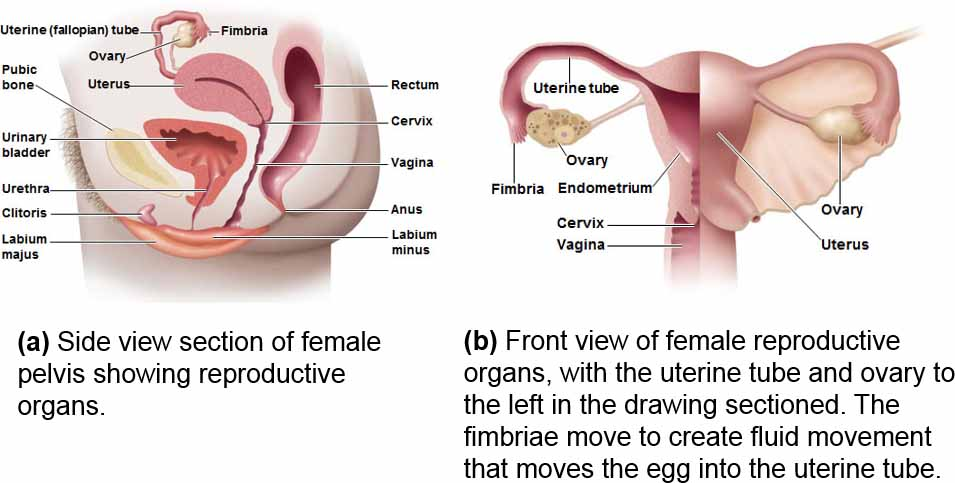 Uterine (fallopian) tube
Fimbria
Ovary
Pubic
bone
Uterus
Rectum
Cervix
Urinary
bladder
Vagina
Urethra
Clitoris
Anus
Labium
majus
Labium
minus
Uterine tube
Ovary
Fimbria
Endometrium
Ovary
Cervix
Vagina
Uterus
(a) Side view section of female
pelvis showing reproductive
organs.
(b) Front view of female reproductive
organs, with the uterine tube and ovary to
the left in the drawing sectioned. The
fimbriae move to create fluid movement
that moves the egg into the uterine tube.